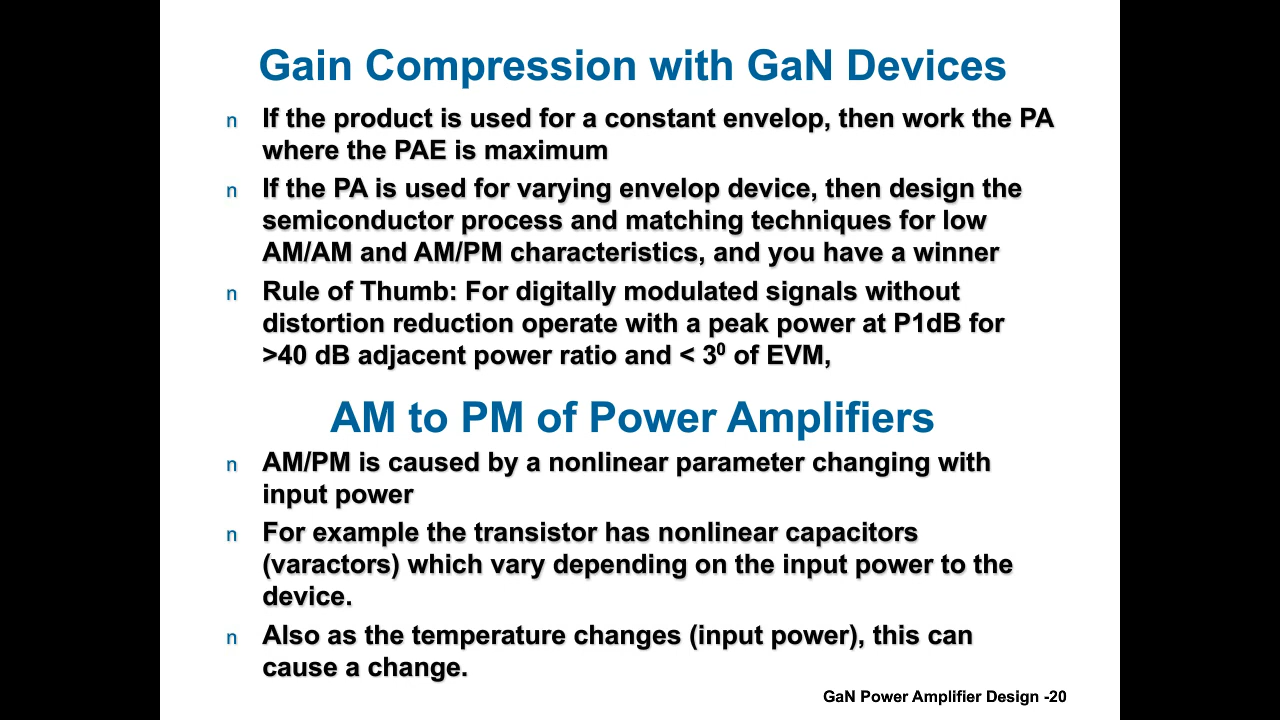 Gain Compression with GaN Devices
n If the product is used for a constant envelop, then work the PA
where the PAE is maximum
n If the PA is used for varying envelop device, then design the
semiconductor process and matching techniques for low
AM/AM and AM/PM characteristics, and you have a winner
n Rule of Thumb: For digitally modulated signals without
distortion reduction operate with a peak power at P1dB for
>40 dB adjacent power ratio and < 3⁰ of EVM,
AM to PM of Power Amplifiers
n AM/PM is caused by a nonlinear parameter changing with
input power
n For example the transistor has nonlinear capacitors
(varactors) which vary depending on the input power to the
device.
n Also as the temperature changes (input power), this can
cause a change.
GaN Power Amplifier Design -20